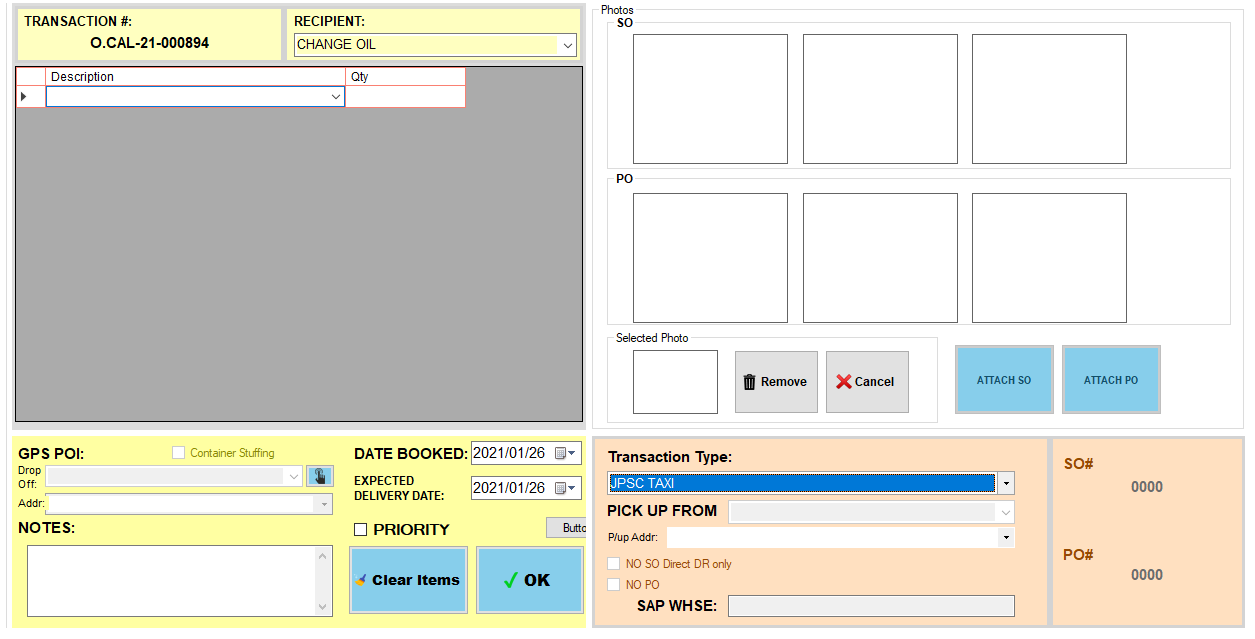 TRANSACTION #:
O.CAL-21-000894
RECIPIENT:
CHANGE OIL
Description Qty
GPS POI:
Container Stuffing
Drop
Off:
Addr:
NOTES:
DATE BOOKED: 2021/01/26
EXPECTED
DELIVERY DATE: 2021/01/26
PRIORITY
Butto
Clear Items
OK
Photos
SO
PO
Selected Photo
Remove
Cancel
ATTACH SO
ATTACH PO
Transaction Type:
JPSC TAXI
PICK UP FROM
P/up Addr:
NO SO Direct DR only
NO PO
SAP WHSE:
SO#
0000
PO#
0000